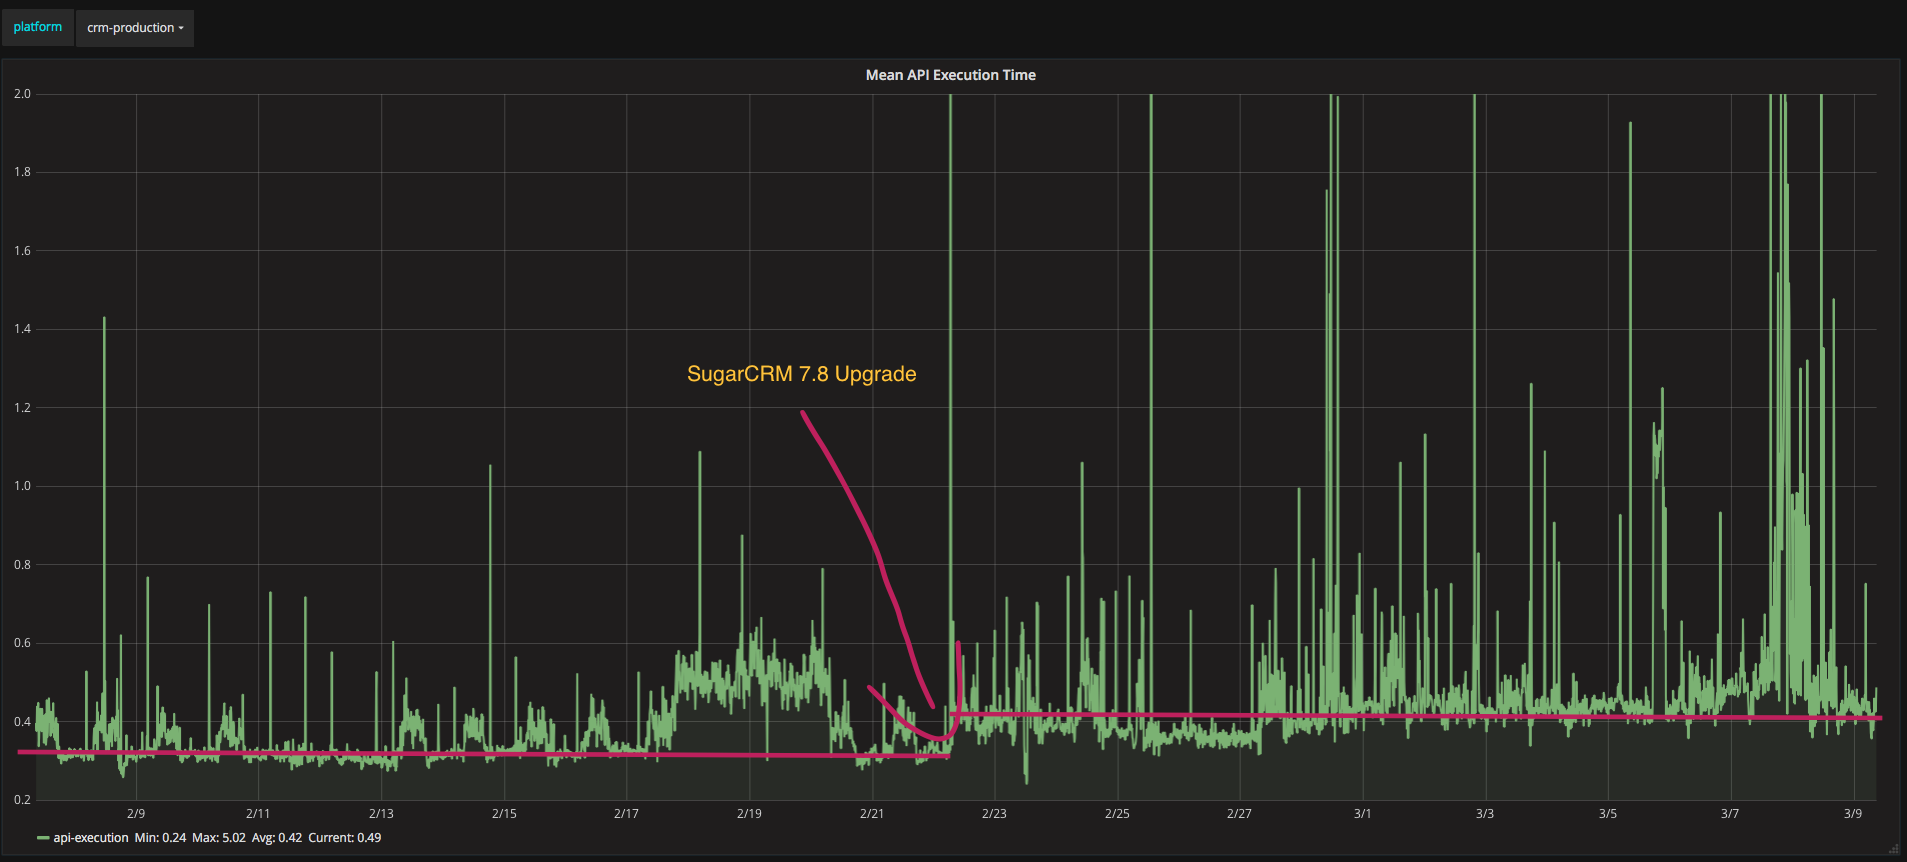 platform crm-production
Mean API Execution Time
2.0
1.8
1.6
1.4
SugarCRM 7.8 Upgrade
1.2
1.0
0.8
0.6
0.4
0.2
2/9 2/11 2/13 2/15 2/17 2/19 2/21 2/23 2/25 2/27 3/1 3/3 3/5 3/7 3/9
api-execution Min: 0.24 Max: 5.02 Avg: 0.42 Current: 0.49